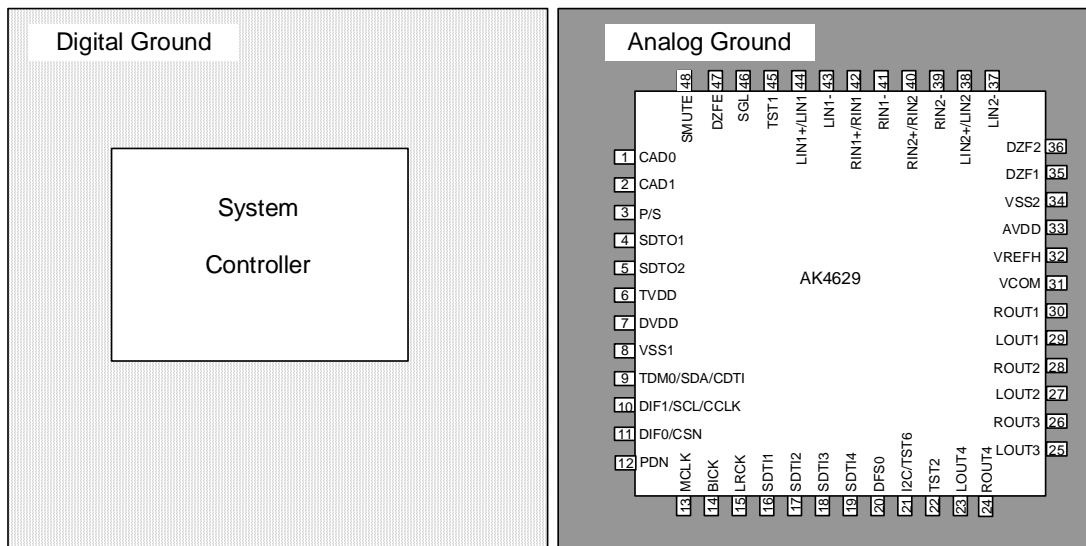 Digital Ground
System
Controller
Analog Ground
48 SMUTE
47 DZFE
46 SGL
45 TST1
44 LIN1+/LIN1
43 LIN1-
42 RIN1+/RIN1
41 RIN1-
40 RIN2+/RIN2
39 RIN2-
38 LIN2+/LIN2
37 LIN2-
1 CAD0
2 CAD1
3 P/S
4 SDTO1
5 SDTO2
6 TVDD
7 DVDD
8 VSS1
9 TDM0/SDA/CDTI
10 DIF1/SCL/CCLK
11 DIF0/CSN
12 PDN
AK4629
DZF2 36
DZF1 35
VSS2 34
AVDD 33
VREFH 32
VCOM 31
ROUT1 30
LOUT1 29
ROUT2 28
LOUT2 27
ROUT3 26
LOUT3 25
MCLK 13
BICK 14
LRCK 15
SDTI1 16
SDTI2 17
SDTI3 18
SDTI4 19
DFS0 20
I2C/TST6 21
TST2 22
LOUT4 23
ROUT4 24